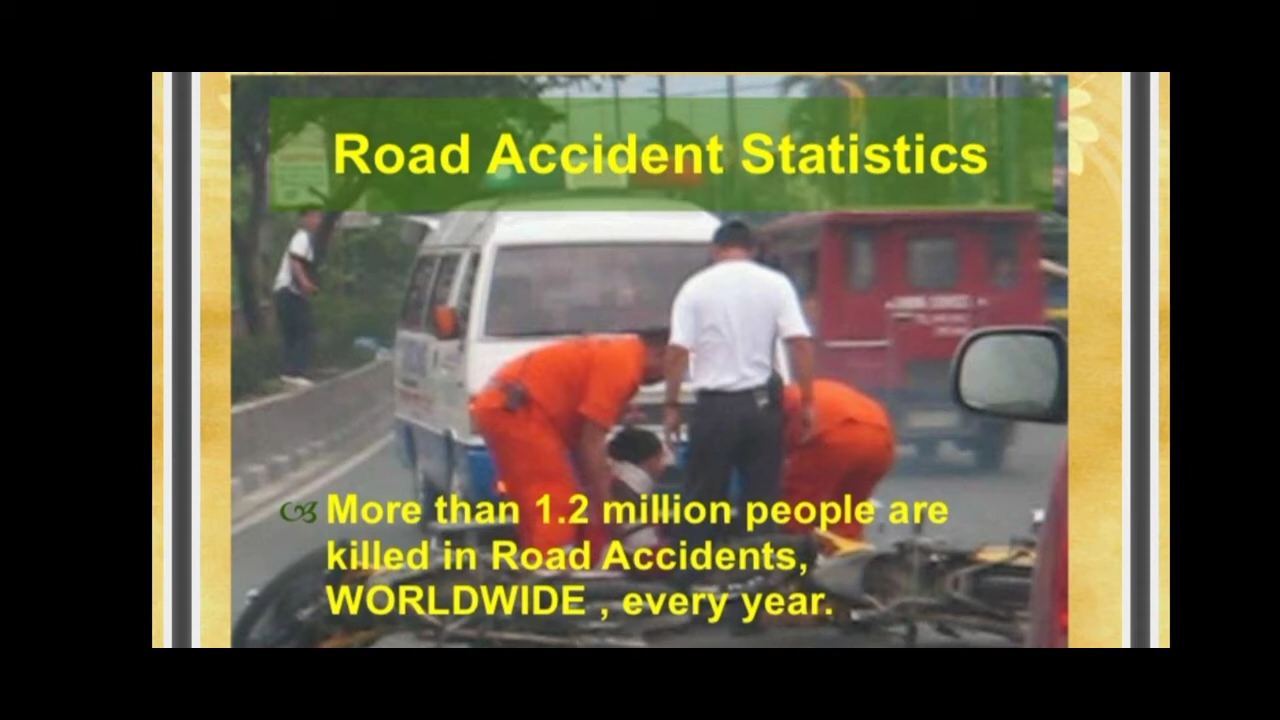 Road Accident Statistics
More than 1.2 million people are
killed in Road Accidents,
WORLDWIDE , every year.